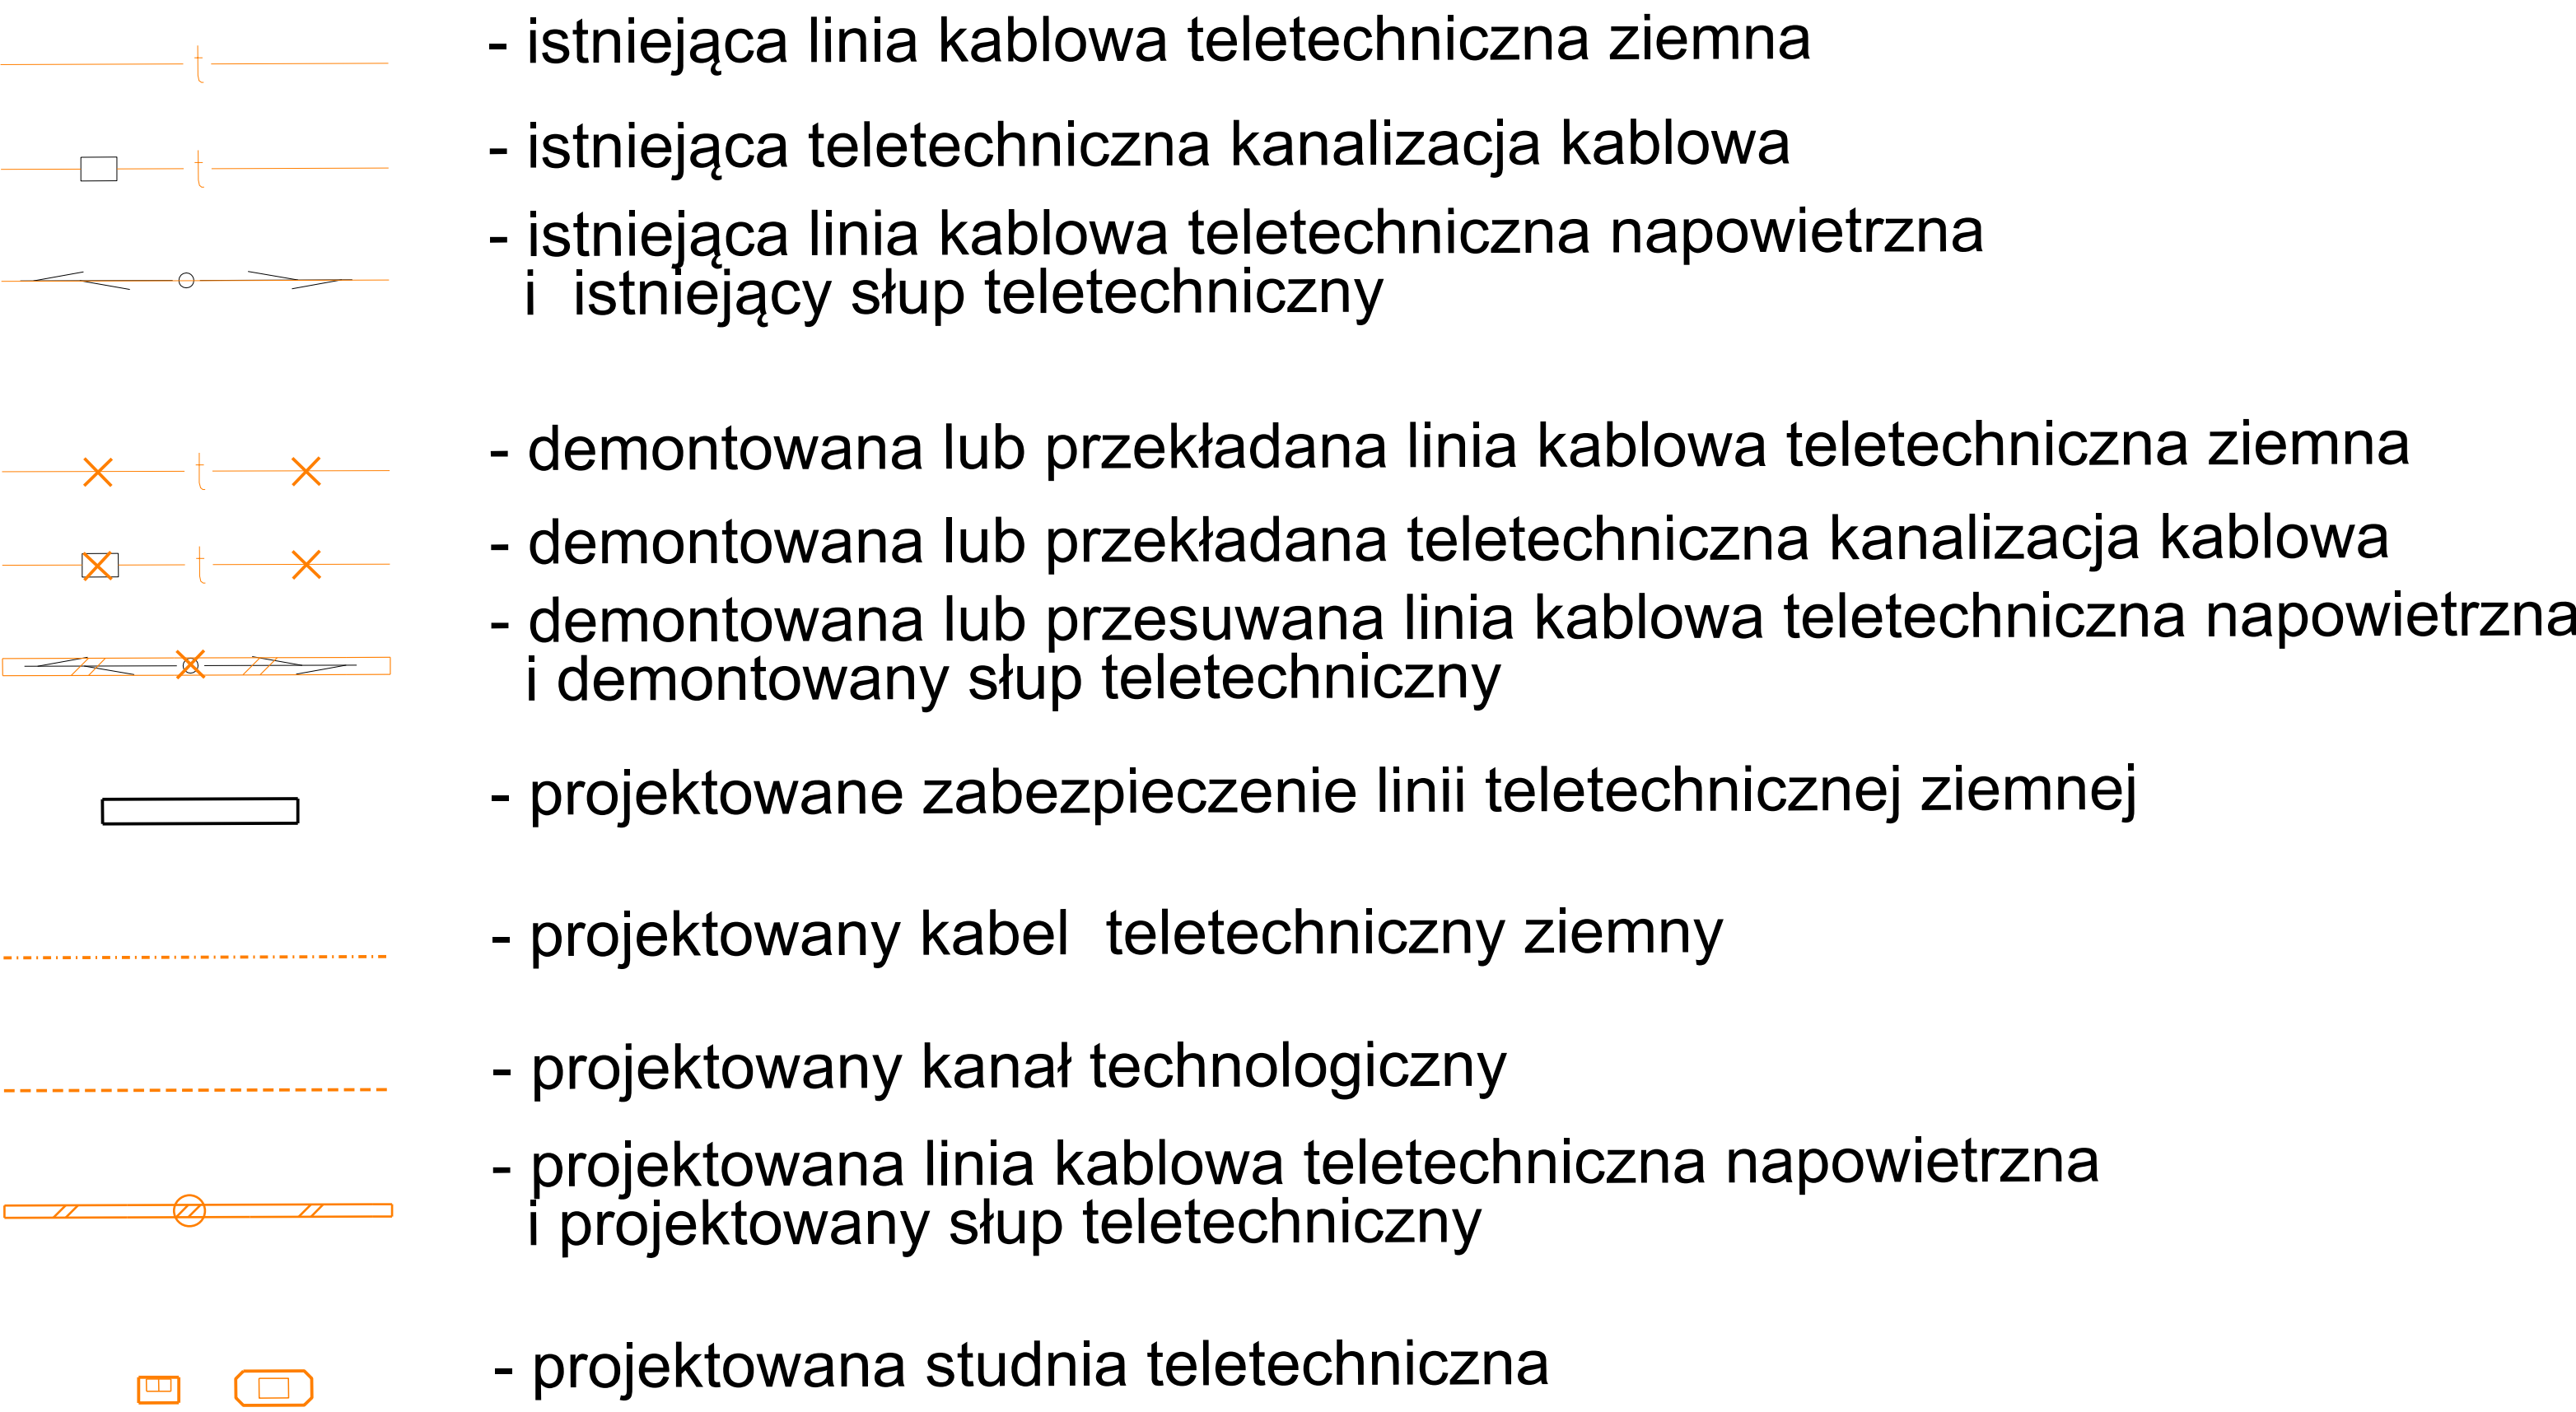 t
- istniejąca linia kablowa teletechniczna ziemna
t
- istniejąca teletechniczna kanalizacja kablowa
- istniejąca linia kablowa teletechniczna napowietrzna
i istniejący słup teletechniczny
t
- demontowana lub przekładana linia kablowa teletechniczna ziemna
t
- demontowana lub przekładana teletechniczna kanalizacja kablowa
- demontowana lub przesuwana linia kablowa teletechniczna napowietrzna
i demontowany słup teletechniczny
- projektowane zabezpieczenie linii teletechnicznej ziemnej
- projektowany kabel teletechniczny ziemny
- projektowany kanał technologiczny
- projektowana linia kablowa teletechniczna napowietrzna
i projektowany słup teletechniczny
- projektowana studnia teletechniczna